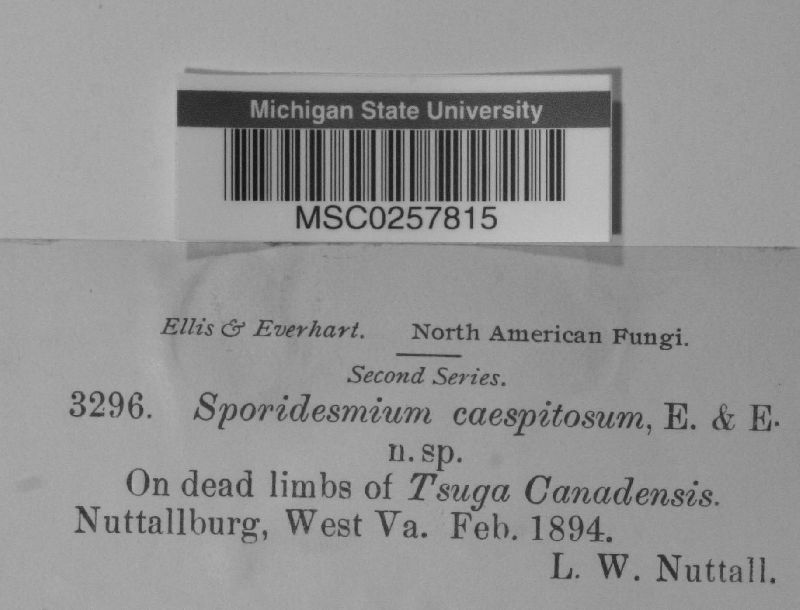 Michigan State University
MSC0257815
Ellis & Everhart. North American Fungi.
Second Series.
3296. Sporidesmium caespitosum, E. & E.
n. sp.
On dead limbs of Tsuga Canadensis.
Nuttallburg, West Va. Feb. 1894.
L. W. Nuttall.